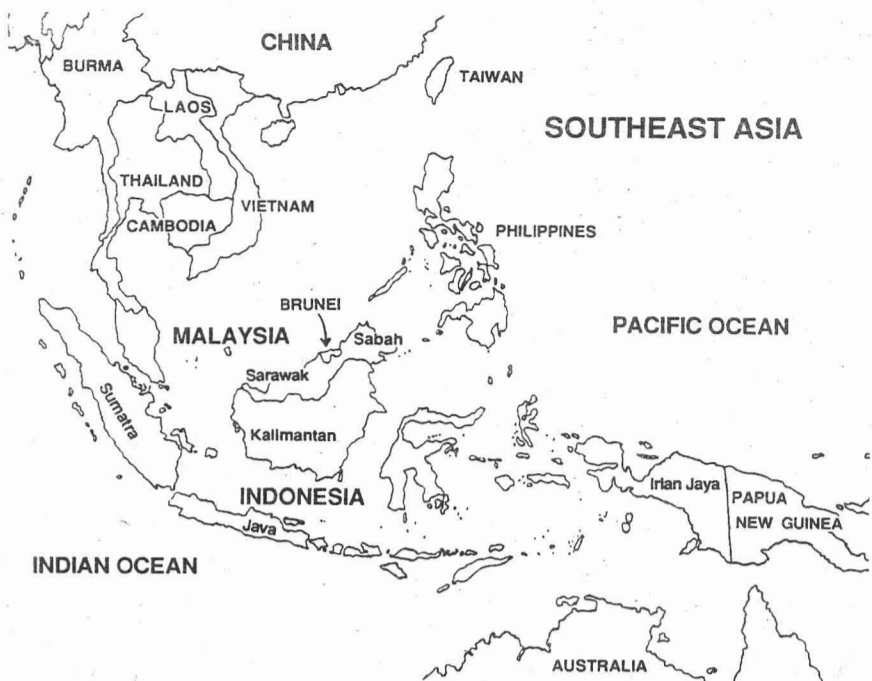 CHINA
BURMA
TAIWAN
LAOS
SOUTHEAST ASIA
THAILAND
VIETNAM
CAMBODIA
PHILIPPINES
BRUNEI
MALAYSIA
Sabah
PACIFIC OCEAN
Sarawak
Sumatra
Kalimantan
INDONESIA
Irian Jaya
PAPUA
NEW GUINEA
Java
INDIAN OCEAN
AUSTRALIA